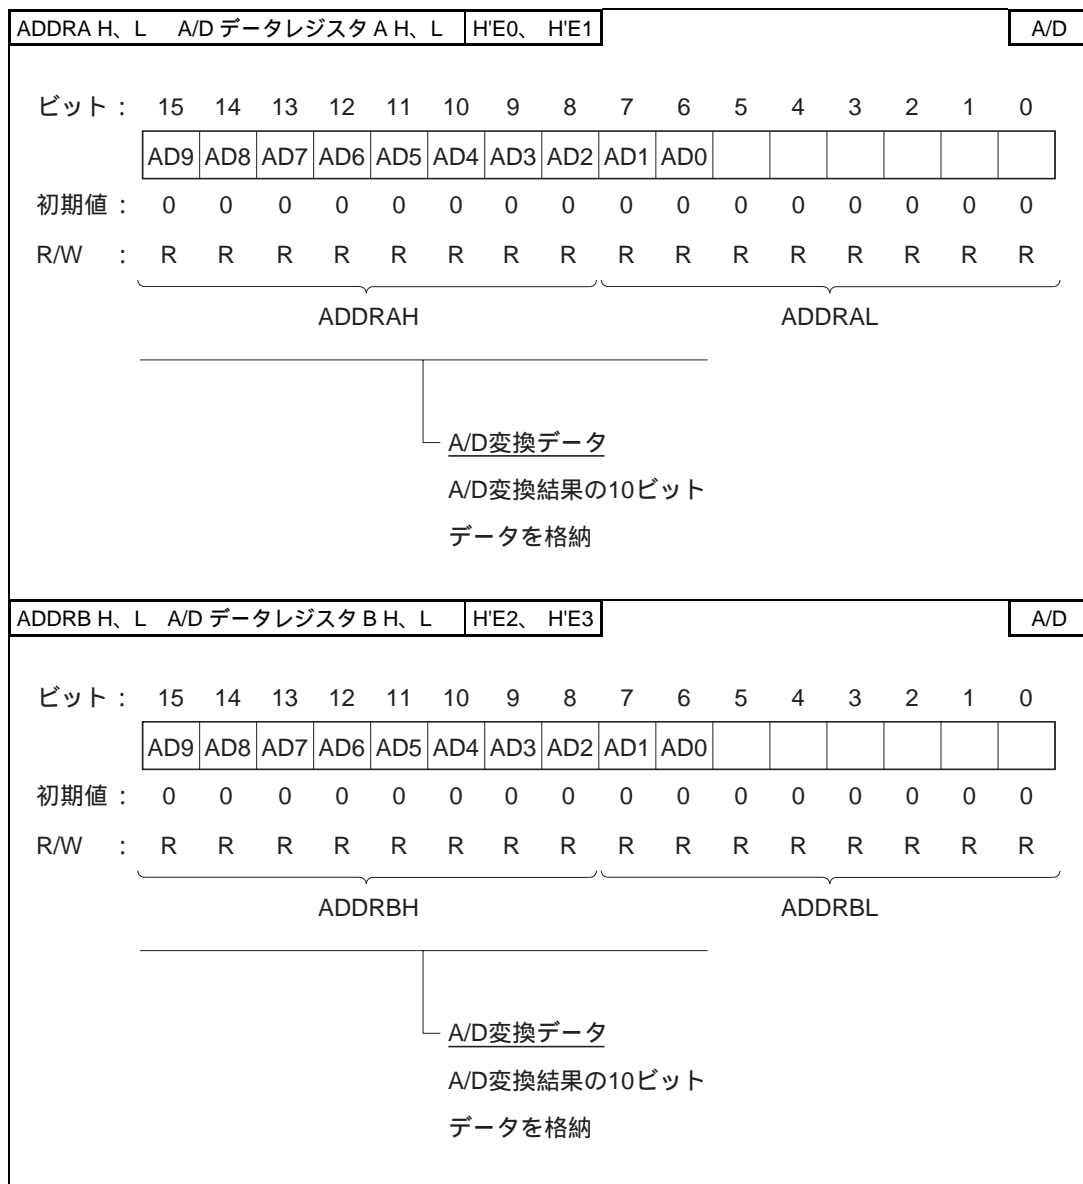 ADDRA H、L A/D データレジスタ A H、L H'E0、 H'E1 A/D
ビット : 15 14 13 12 11 10 9 8 7 6 5 4 3 2 1 0
AD9 AD8 AD7 AD6 AD5 AD4 AD3 AD2 AD1 AD0
初期値 : 0 0 0 0 0 0 0 0 0 0 0 0 0 0 0 0
R/W : R R R R R R R R R R R R R R R R
ADDRAH ADDRAL
A/D変換データ
A/D変換結果の10ビット
データを格納
ADDRB H、L A/D データレジスタ B H、L H'E2、 H'E3 A/D
ビット : 15 14 13 12 11 10 9 8 7 6 5 4 3 2 1 0
AD9 AD8 AD7 AD6 AD5 AD4 AD3 AD2 AD1 AD0
初期値 : 0 0 0 0 0 0 0 0 0 0 0 0 0 0 0 0
R/W : R R R R R R R R R R R R R R R R
ADDRBH ADDRBL
A/D変換データ
A/D変換結果の10ビット
データを格納